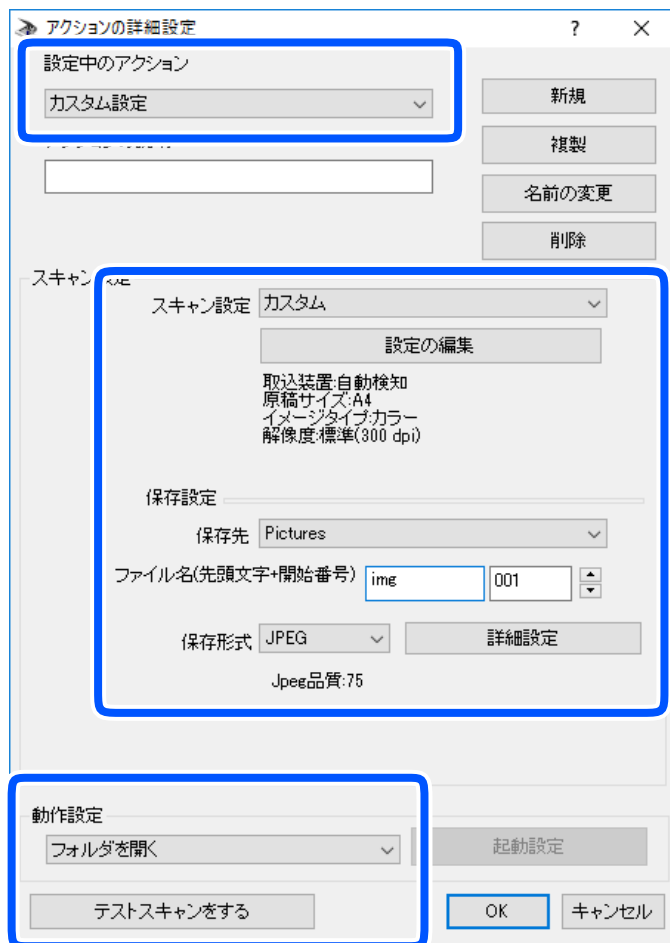 アクションの詳細設定
?
設定中のアクション
カスタム設定
新規
複製
名前の変更
削除
スキャン
スキャン設定 カスタム
設定の編集
取込装置:自動検知
原稿サイズ:A4
イメージタイプ:カラー
解像度:標準(300 dpi)
保存設定
保存先 Pictures
ファイル名(先頭文字+開始番号) img 001
保存形式 JPEG 詳細設定
Jpeg品質:75
動作設定
フォルダを開く 起動設定
テストスキャンをする OK キャンセル